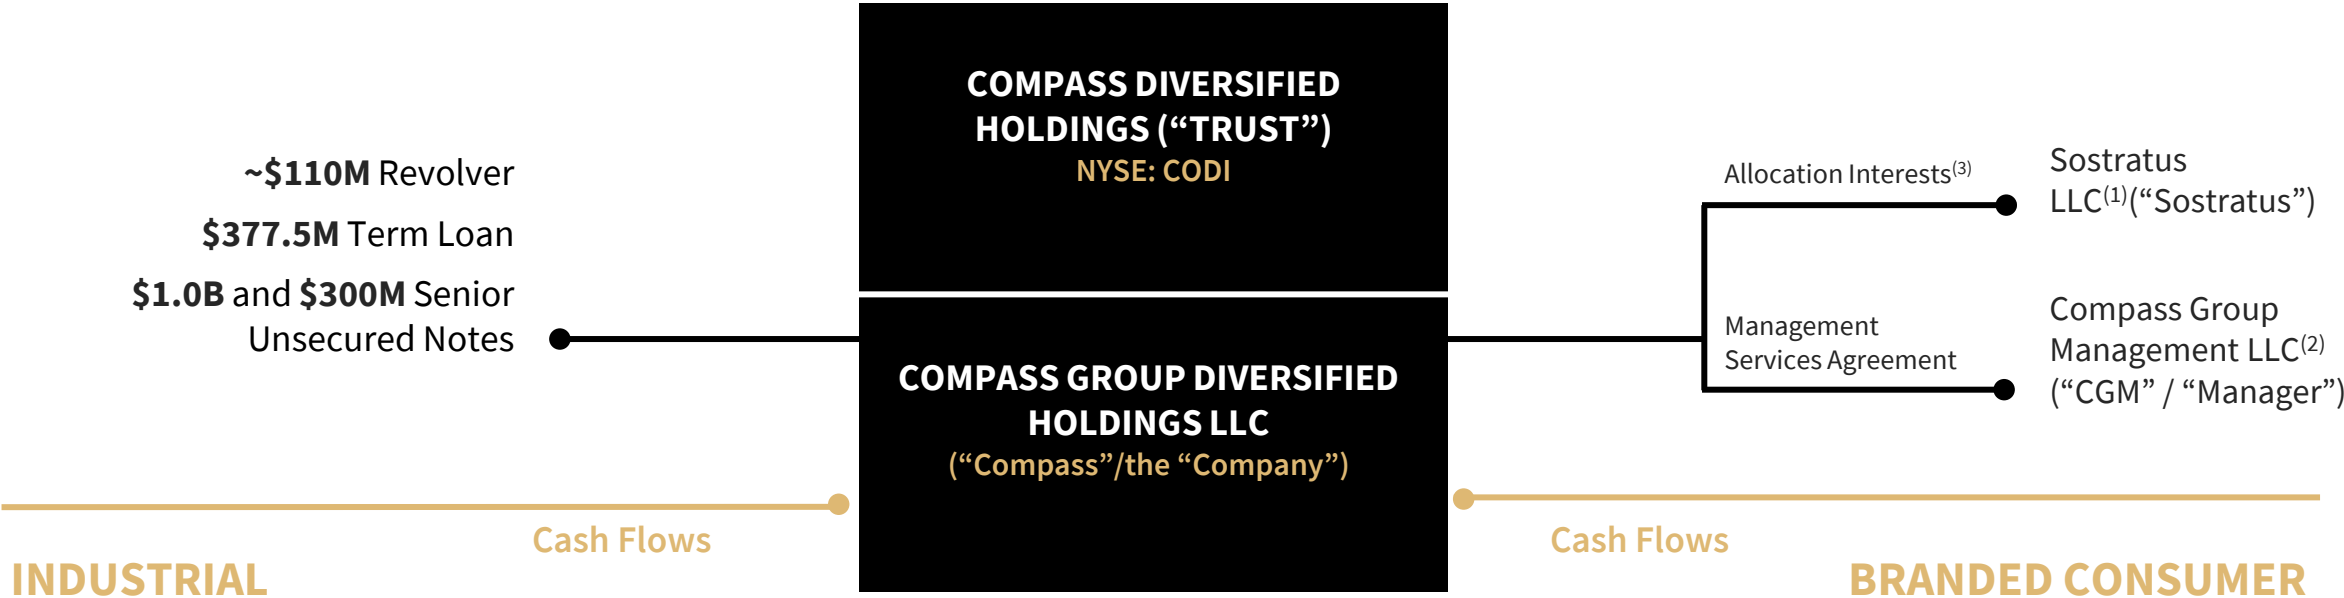 ~$110M Revolver
$377.5M Term Loan
$1.0B and $300M Senior
Unsecured Notes
COMPASS DIVERSIFIED
HOLDINGS (“TRUST”)
NYSE: CODI
COMPASS GROUP DIVERSIFIED
HOLDINGS LLC
(“Compass”/the “Company”)
Allocation Interests(3)
Sostratus
LLC(1)(“Sostratus”)
Management
Services Agreement
Compass Group
Management LLC(2)
(“CGM” / “Manager”)
Cash Flows
INDUSTRIAL
Cash Flows
BRANDED CONSUMER